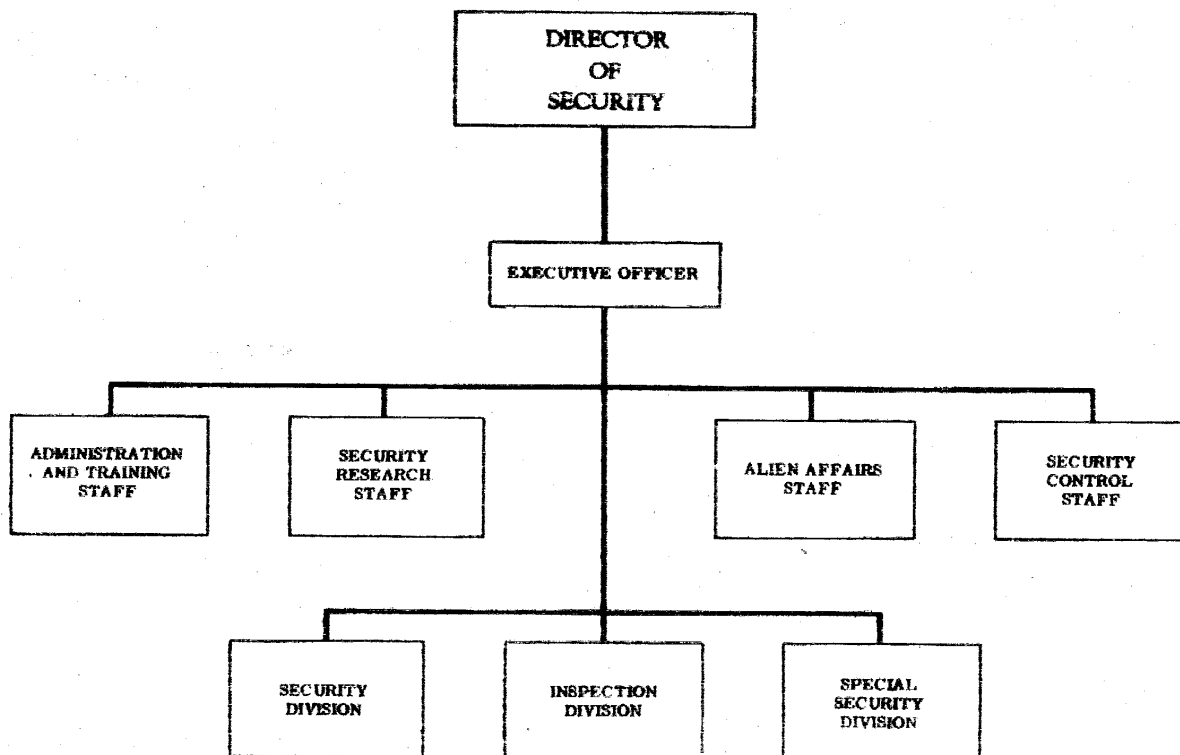 DIRECTOR
OF
SECURITY
EXECUTIVE OFFICER
ADMINISTRATION
AND TRAINING
STAFF
SECURITY
RESEARCH
STAFF
ALIEN AFFAIRS
STAFF
SECURITY
CONTROL
STAFF
SECURITY
DIVISION
INSPECTION
DIVISION
SPECIAL
SECURITY
DIVISION